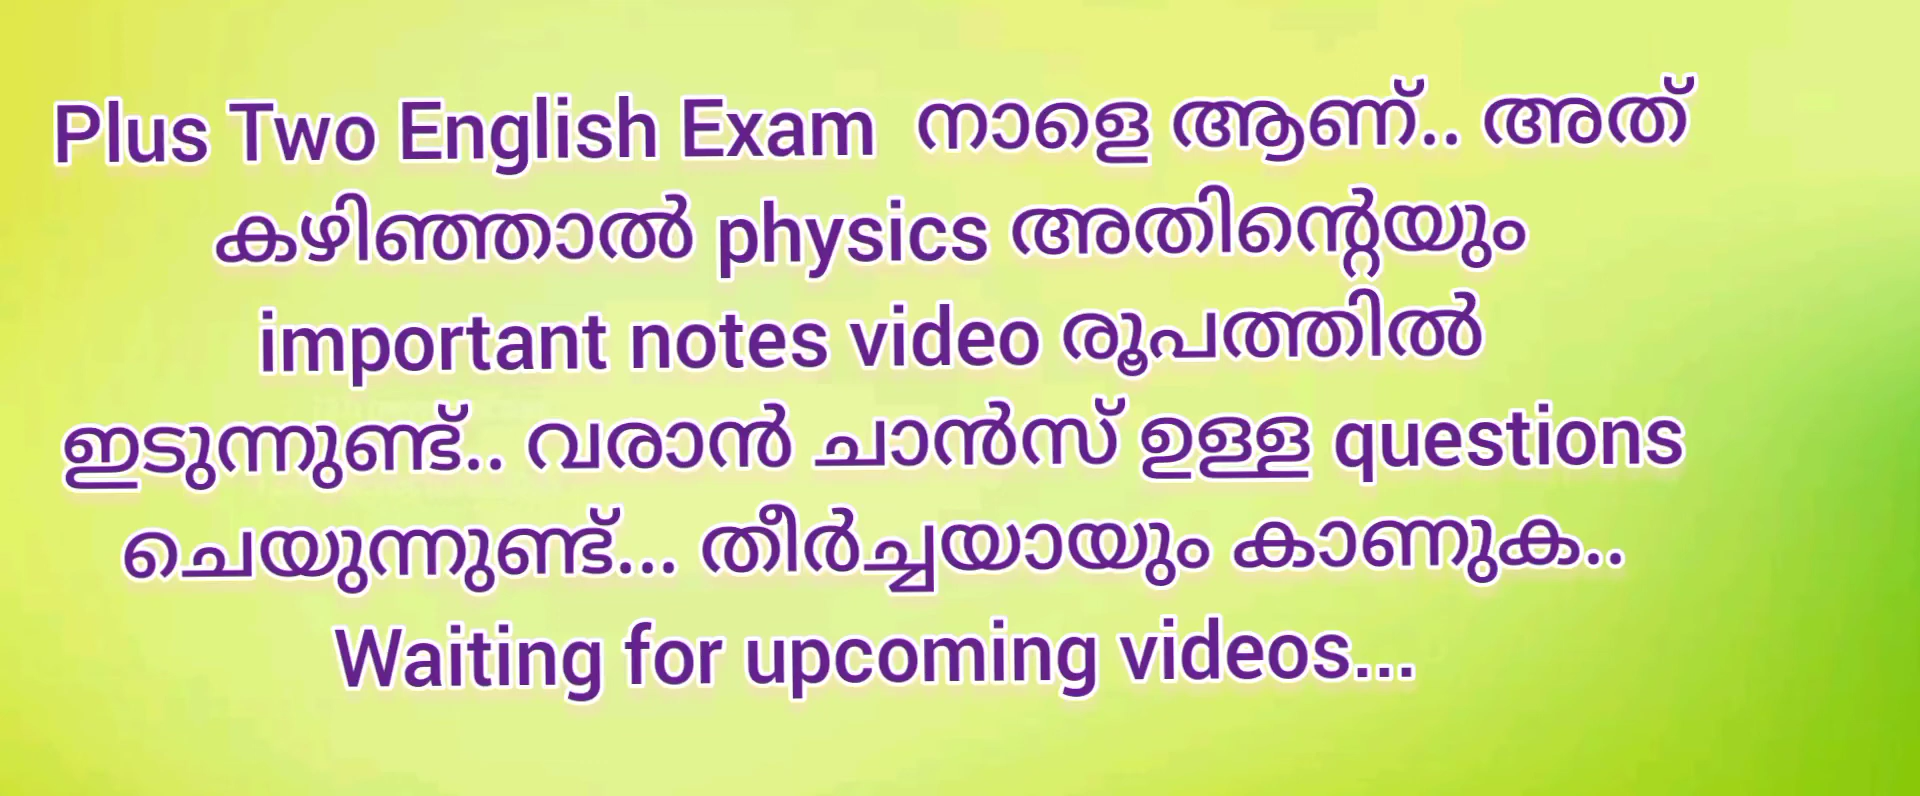 Plus Two English Exam നാളെ ആണ്.. അത്
കഴിഞ്ഞാൽ physics അതിന്റെയും
important notes video രൂപത്തിൽ
ഇടുന്നുണ്ട്.. വരാൻ ചാൻസ് ഉള്ള questions
ചെയുന്നുണ്ട്... തീർച്ചയായും കാണുക..
Waiting for upcoming videos...